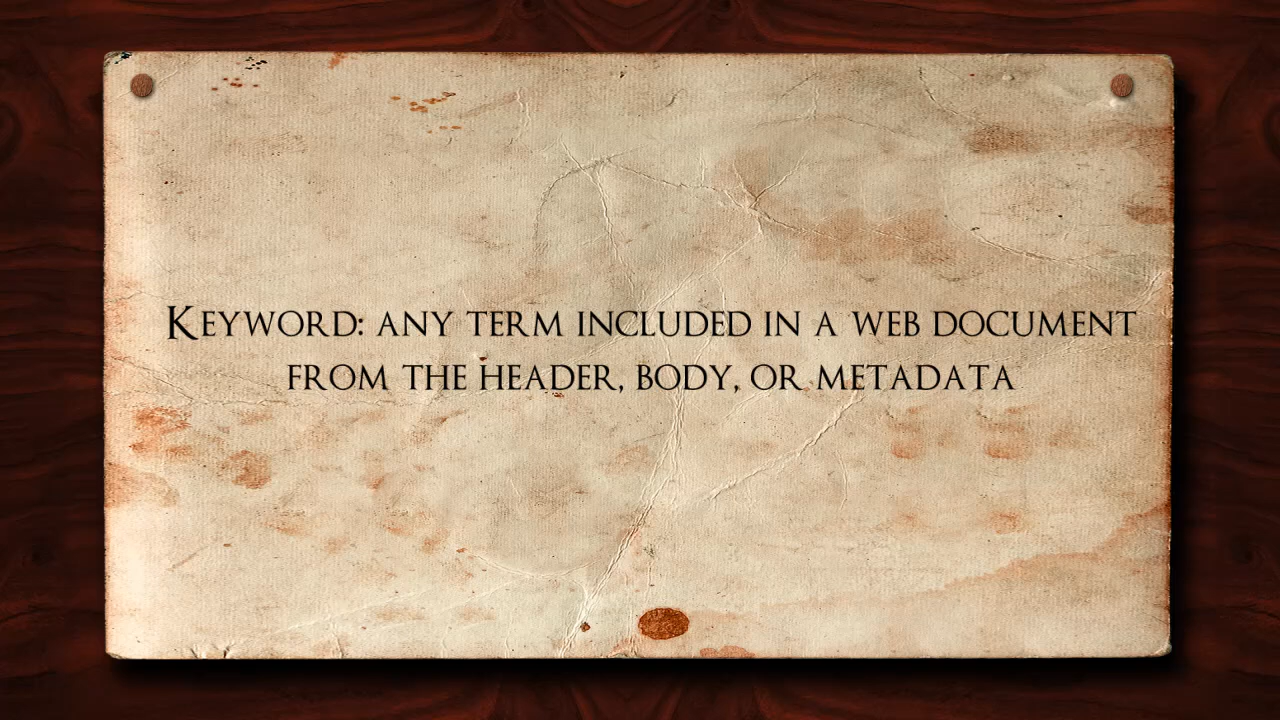 Keyword: any term included in a web document
from the header, body, or metadata